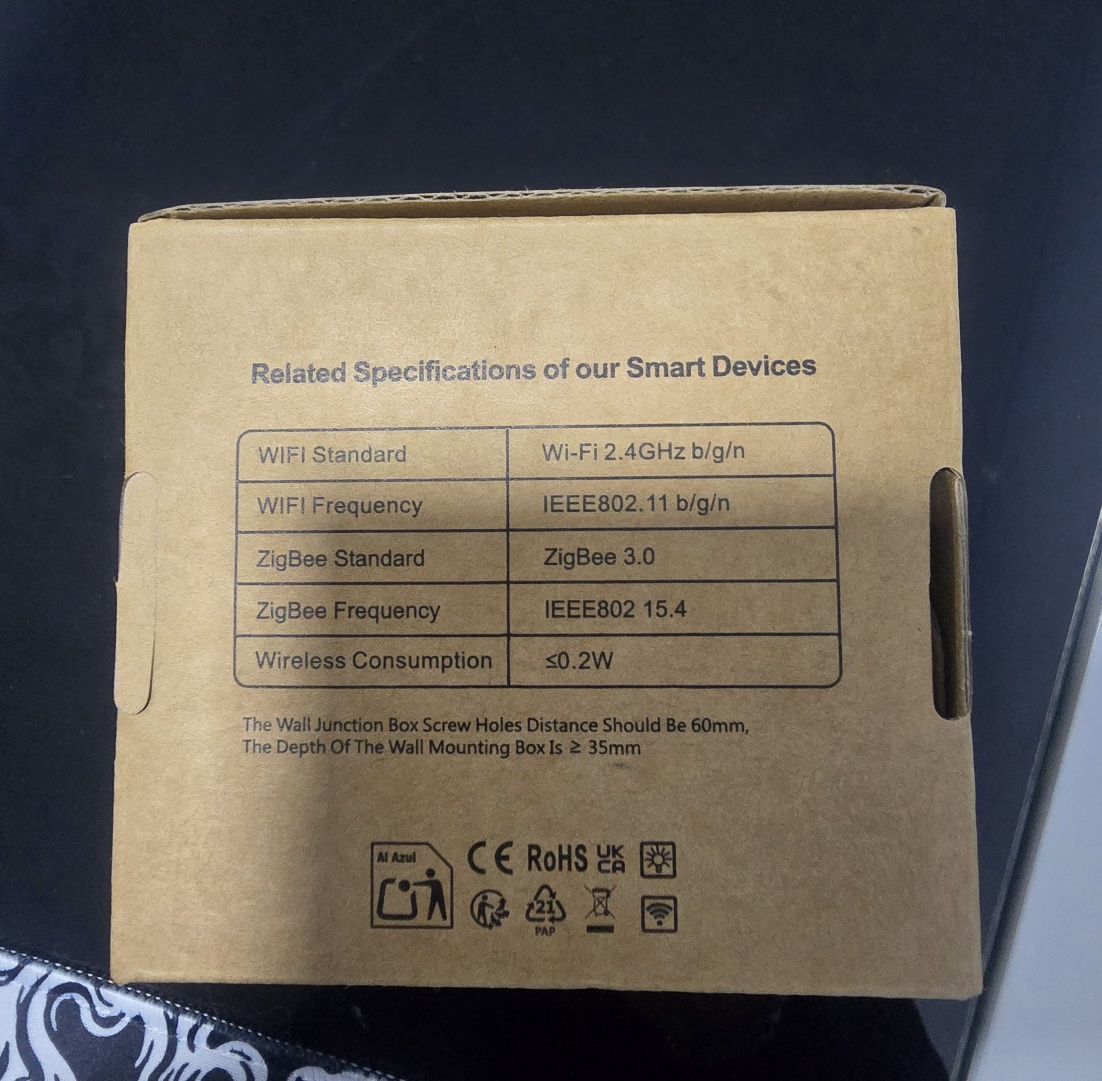 Related Specifications of our Smart Devices
WIFI Standard Wi-Fi 2.4GHz b/g/n
WIFI Frequency IEEE802.11 b/g/n
ZigBee Standard ZigBee 3.0
ZigBee Frequency IEEE802 15.4
Wireless Consumption ≤0.2W
The Wall Junction Box Screw Holes Distance Should Be 60mm,
The Depth Of The Wall Mounting Box Is ≥ 35mm
Al Azul CE RoHS UK
CA
21
PAP